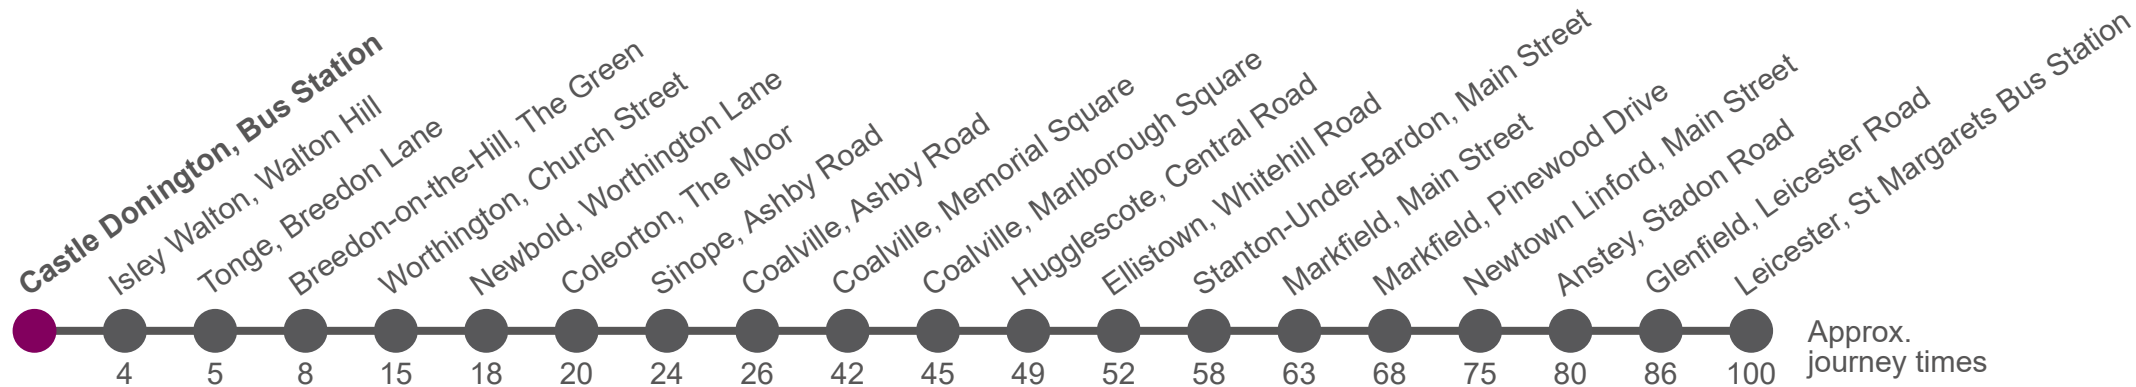 Castle Donington, Bus Station
Isley Walton, Walton Hill
Tonge, Breedon Lane
Breedon-on-the-Hill, The Green
Worthington, Church Street
Newbold, Worthington Lane
Coleorton, The Moor
Sinope, Ashby Road
Coalville, Ashby Road
Coalville, Memorial Square
Coalville, Marlborough Square
Hugglescote, Central Road
Ellistown, Whitehill Road
Stanton-Under-Bardon, Main Street
Markfield, Main Street
Markfield, Pinewood Drive
Newtown Linford, Main Street
Anstey, Stadon Road
Glenfield, Leicester Road
Leicester, St Margarets Bus Station
Approx.
journey times
4 5 8 15 18 20 24 26 42 45 49 52 58 63 68 75 80 86 100